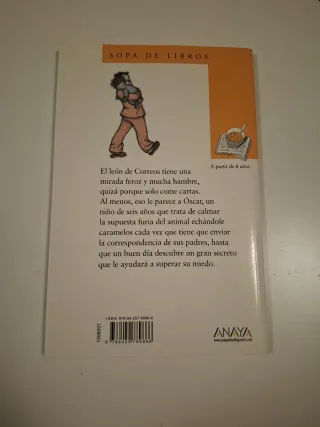 SOPA DE LIBROS
A partir de 6 años
El león de Correos tiene una
mirada feroz y mucha hambre,
quizá porque solo come cartas.
Al menos, eso le parece a Óscar, un
niño de seis años que trata de calmar
la supuesta furia del animal echándole
caramelos cada vez que tiene que enviar
la correspondencia de sus padres, hasta
que un buen día descubre un gran secreto
que le ayudará a superar su miedo.
ANAYA